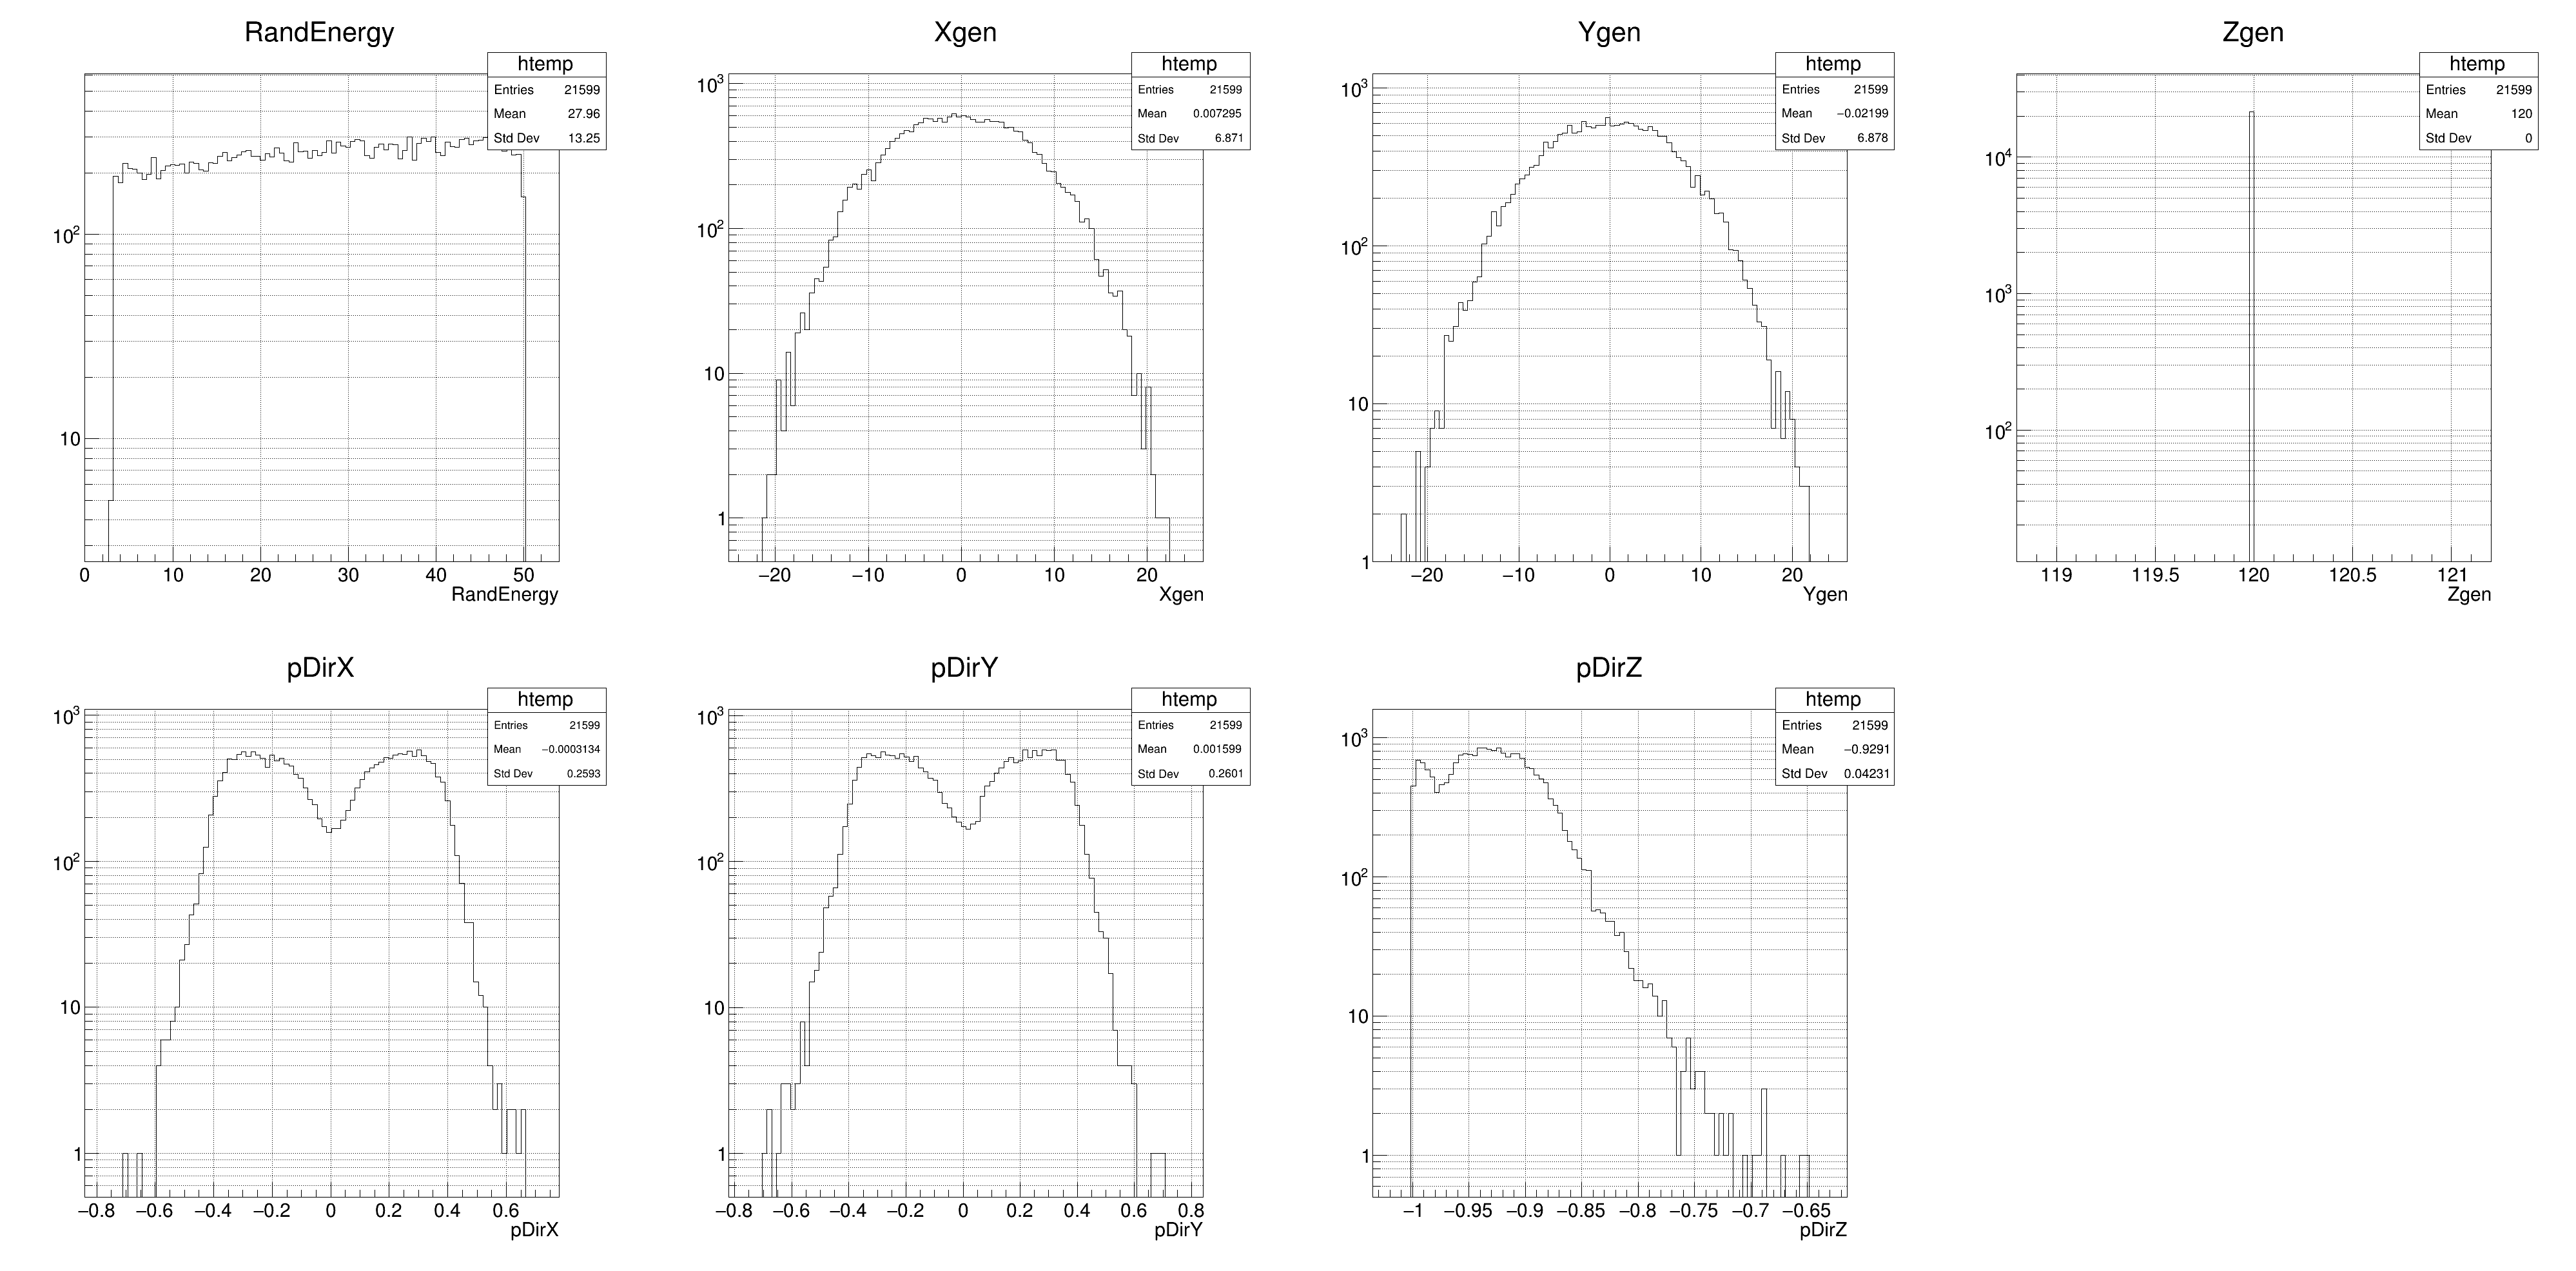 RandEnergy
htemp
Entries 21599
Mean 27.96
Std Dev 13.25
10²
10
0 10 20 30 40 50
RandEnergy
Xgen
htemp
Entries 21599
Mean 0.007295
Std Dev 6.871
10³
10²
10
1
−20 −10 0 10 20
Xgen
Ygen
htemp
Entries 21599
Mean −0.02199
Std Dev 6.878
10³
10²
10
1
−20 −10 0 10 20
Ygen
Zgen
htemp
Entries 21599
Mean 120
Std Dev 0
10⁴
10³
10²
119 119.5 120 120.5 121
Zgen
pDirX
htemp
Entries 21599
Mean −0.0003134
Std Dev 0.2593
10³
10²
10
1
−0.8 −0.6 −0.4 −0.2 0 0.2 0.4 0.6
pDirX
pDirY
htemp
Entries 21599
Mean 0.001599
Std Dev 0.2601
10³
10²
10
1
−0.8 −0.6 −0.4 −0.2 0 0.2 0.4 0.6 0.8
pDirY
pDirZ
htemp
Entries 21599
Mean −0.9291
Std Dev 0.04231
10³
10²
10
1
−1 −0.95 −0.9 −0.85 −0.8 −0.75 −0.7 −0.65
pDirZ